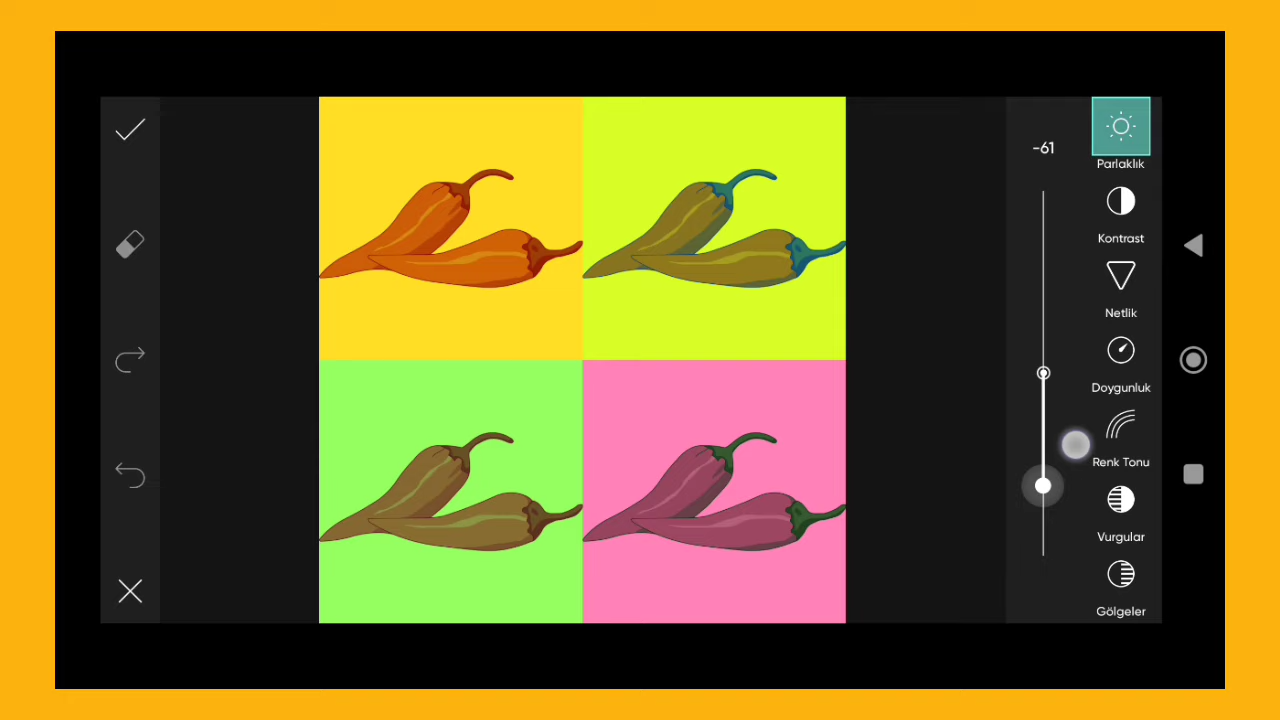 -61
Parlaklık
Kontrast
Netlik
Doygunluk
Renk Tonu
Vurgular
Gölgeler